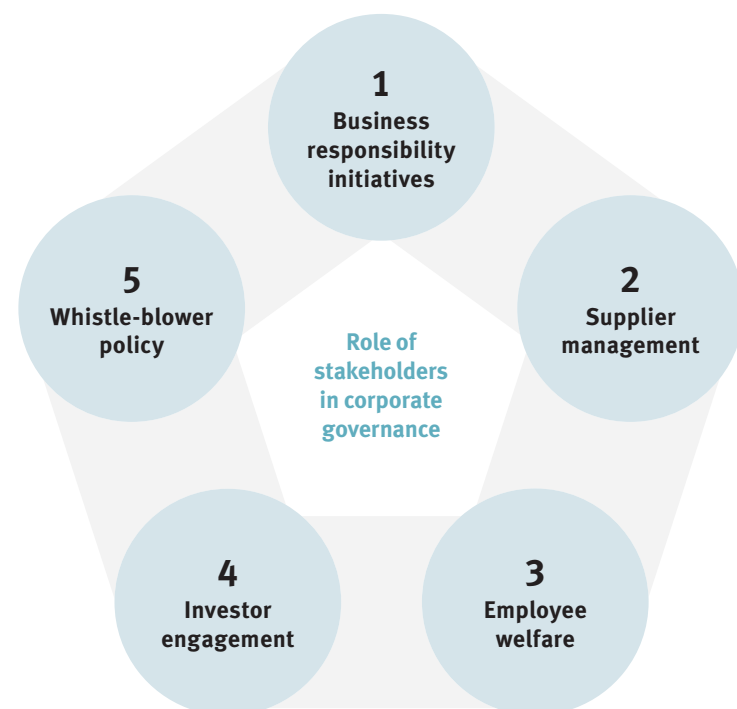 1
Business
responsibility
initiatives
2
Supplier
management
3
Employee
welfare
4
Investor
engagement
5
Whistle-blower
policy
Role of
stakeholders
in corporate
governance